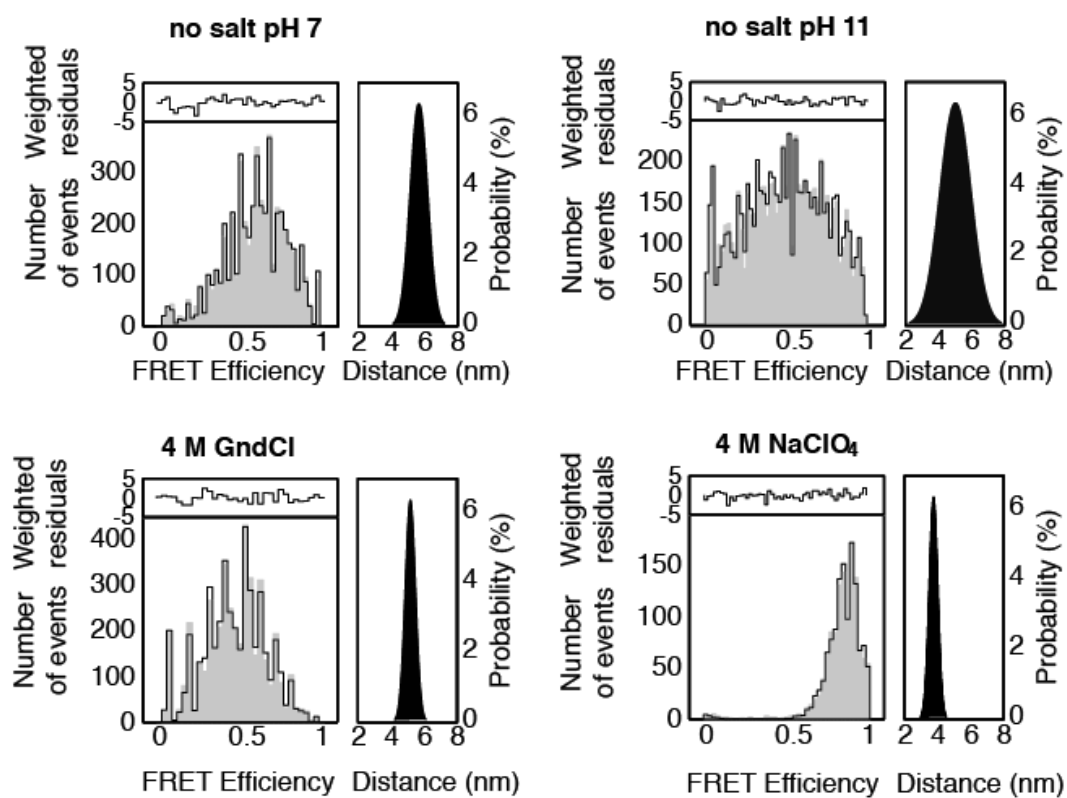 no salt pH 7
Weighted
residuals
5
0
-5
Number
of events
300
200
100
0
0
0.5
1
FRET Efficiency
Probability (%)
6
4
2
0
2 4 6 8
Distance (nm)
no salt pH 11
Weighted
residuals
5
0
-5
Number
of events
200
150
100
50
0
0
0.5
1
FRET Efficiency
Probability (%)
6
4
2
0
2 4 6 8
Distance (nm)
4 M GndCl
Weighted
residuals
5
0
-5
Number
of events
400
300
200
100
0
0
0.5
1
FRET Efficiency
Probability (%)
6
4
2
0
2 4 6 8
Distance (nm)
4 M NaClO₄
Weighted
residuals
5
0
-5
Number
of events
150
100
50
0
0
0.5
1
FRET Efficiency
Probability (%)
6
4
2
0
2 4 6 8
Distance (nm)